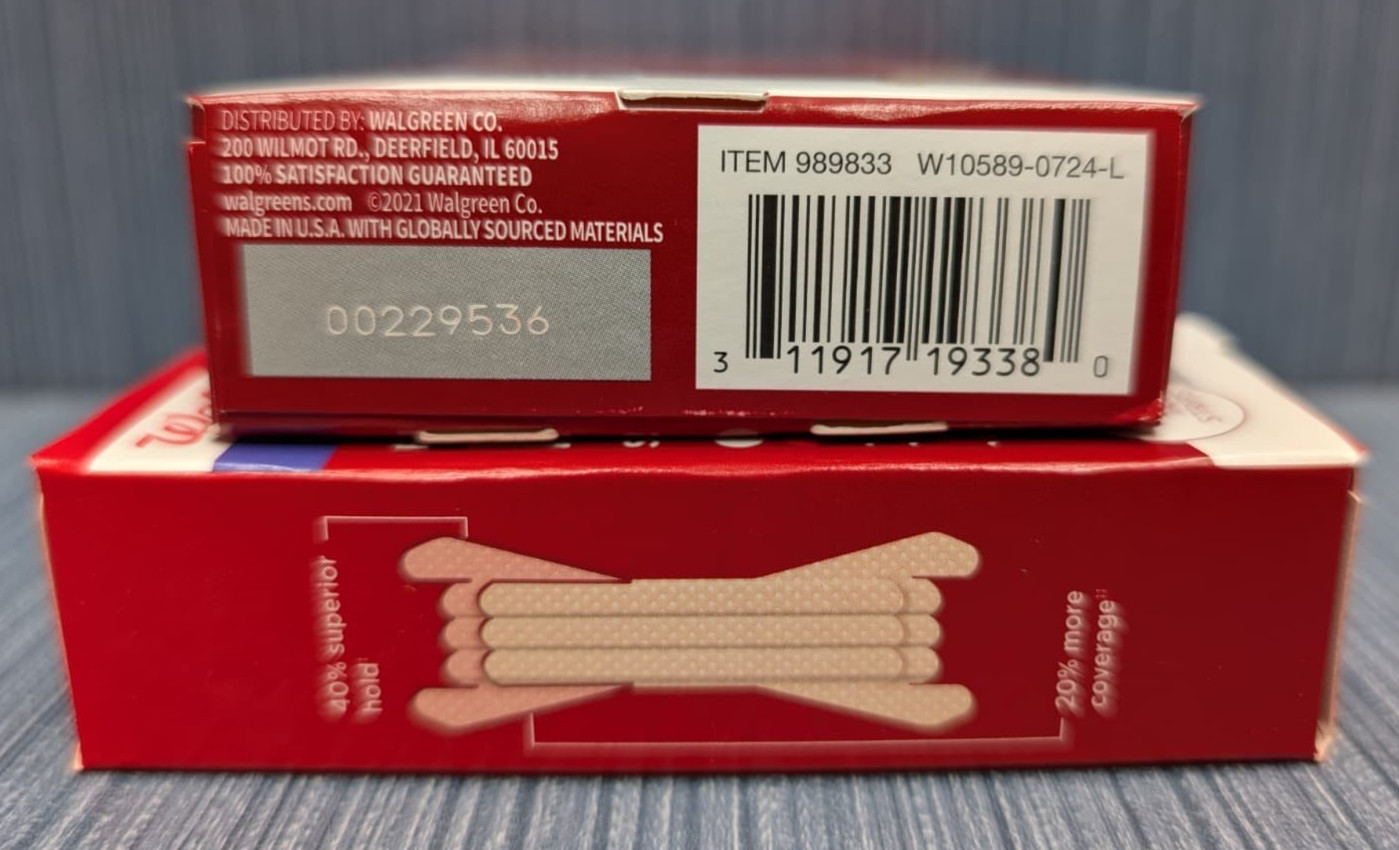 DISTRIBUTED BY: WALGREEN CO.
200 WILMOT RD., DEERFIELD, IL 60015
100% SATISFACTION GUARANTEED
walgreens.com ©2021 Walgreen Co.
MADE IN U.S.A. WITH GLOBALLY SOURCED MATERIALS
00229536
ITEM 989833 W10589-0724-L
3 11917 19338 0
40% superior
hold
20% more
coverage